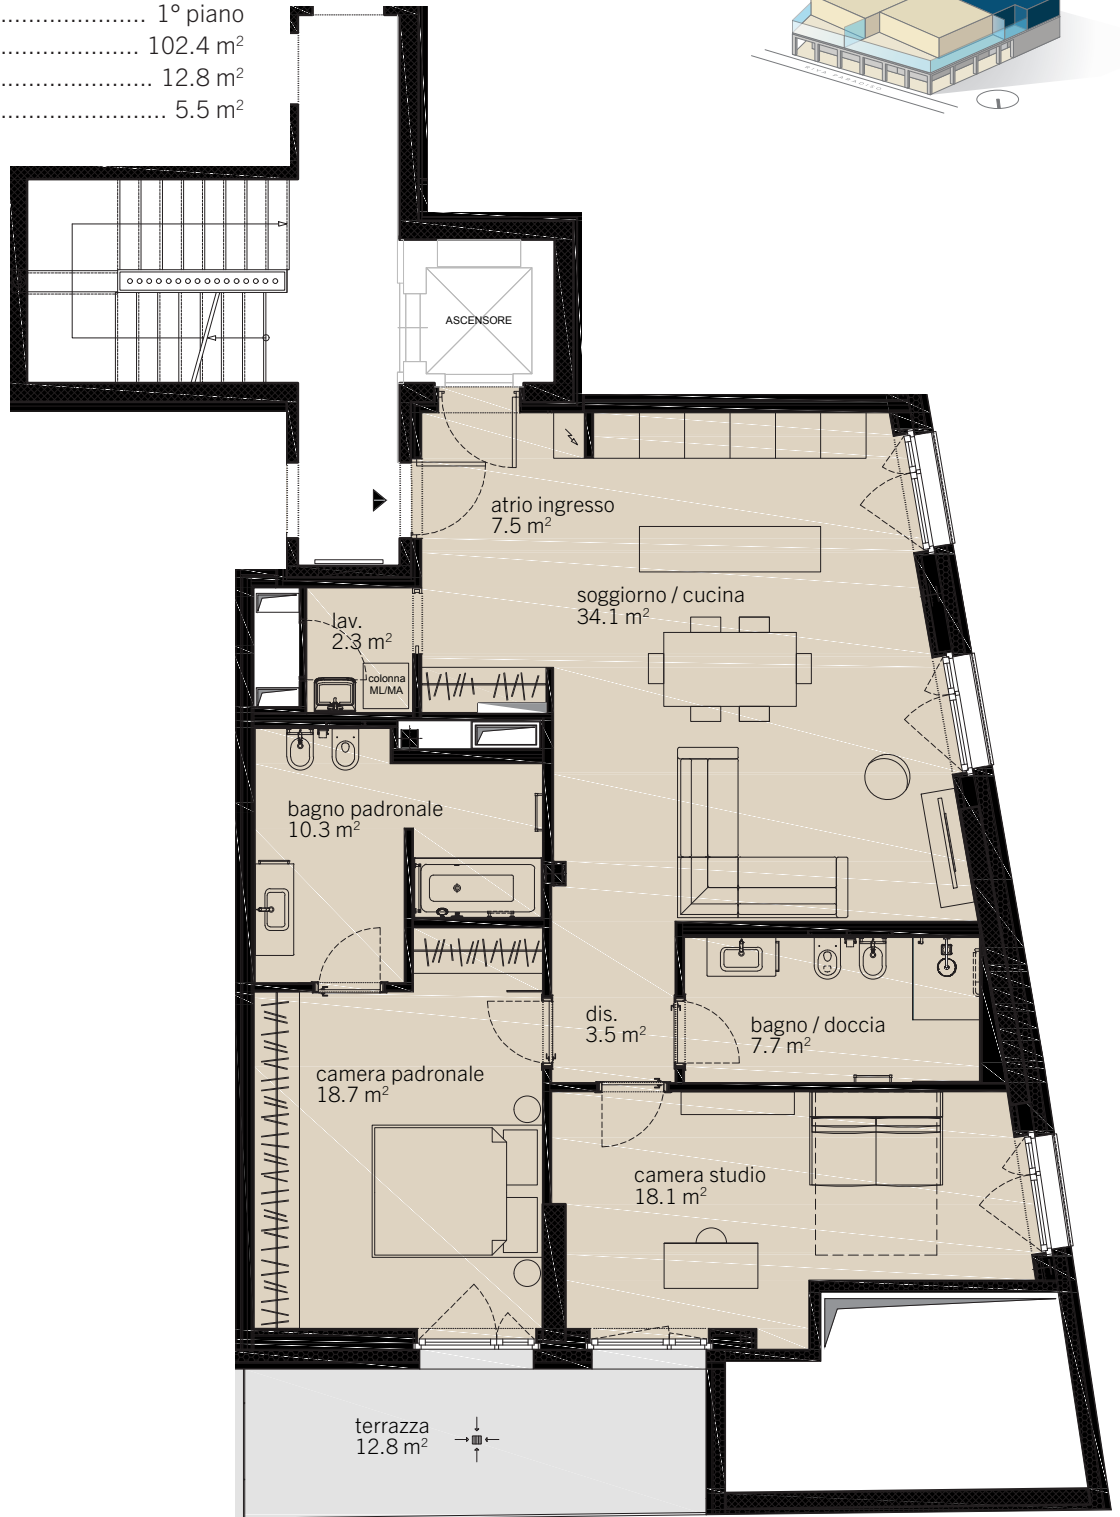 1° piano
102.4 m²
12.8 m²
5.5 m²
RIVA PARADISO
ASCENSORE
atrio ingresso
7.5 m²
soggiorno / cucina
34.1 m²
lav.
2.3 m²
colonna
ML/MA
bagno padronale
10.3 m²
dis.
3.5 m²
bagno / doccia
7.7 m²
camera padronale
18.7 m²
camera studio
18.1 m²
terrazza
12.8 m²